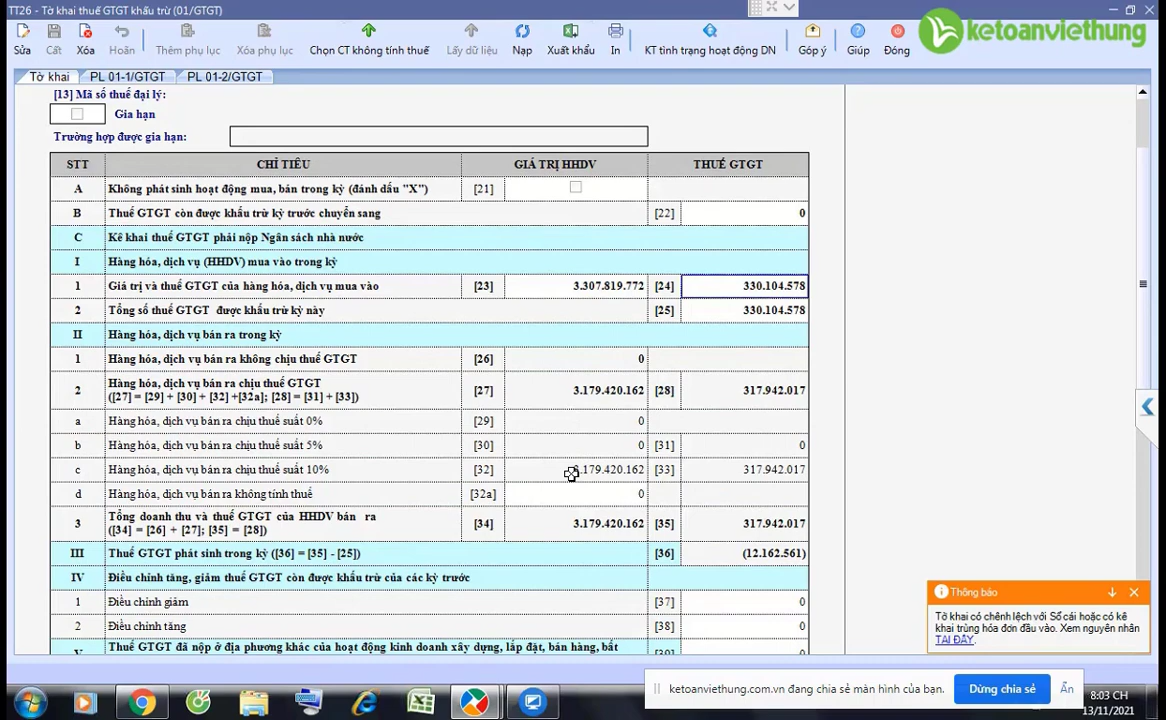 TT26 - Tờ khai thuế GTGT khấu trừ (01/GTGT)
Sửa Cất Xóa Hoãn Thêm phụ lục Xóa phụ lục Chọn CT không tính thuế Lấy dữ liệu Nạp Xuất khẩu In KT tình trạng hoạt động DN Góp ý Giúp Đóng
ketoanviethung
Tờ khai PL 01-1/GTGT PL 01-2/GTGT
[13] Mã số thuế đại lý:
Gia hạn
Trường hợp được gia hạn:
STT CHỈ TIÊU GIÁ TRỊ HHDV THUẾ GTGT
A Không phát sinh hoạt động mua, bán trong kỳ (đánh dấu "X") [21]
B Thuế GTGT còn được khấu trừ kỳ trước chuyển sang [22] 0
C Kê khai thuế GTGT phải nộp Ngân sách nhà nước
I Hàng hóa, dịch vụ (HHDV) mua vào trong kỳ
1 Giá trị và thuế GTGT của hàng hóa, dịch vụ mua vào [23] 3.307.819.772 [24] 330.104.578
2 Tổng số thuế GTGT được khấu trừ kỳ này [25] 330.104.578
II Hàng hóa, dịch vụ bán ra trong kỳ
1 Hàng hóa, dịch vụ bán ra không chịu thuế GTGT [26] 0
2 Hàng hóa, dịch vụ bán ra chịu thuế GTGT
([27] = [29] + [30] + [32] +[32a]; [28] = [31] + [33]) [27] 3.179.420.162 [28] 317.942.017
a Hàng hóa, dịch vụ bán ra chịu thuế suất 0% [29] 0
b Hàng hóa, dịch vụ bán ra chịu thuế suất 5% [30] 0 [31] 0
c Hàng hóa, dịch vụ bán ra chịu thuế suất 10% [32] 3.179.420.162 [33] 317.942.017
d Hàng hóa, dịch vụ bán ra không tính thuế [32a] 0
3 Tổng doanh thu và thuế GTGT của HHDV bán ra
([34] = [26] + [27]; [35] = [28]) [34] 3.179.420.162 [35] 317.942.017
III Thuế GTGT phát sinh trong kỳ ([36] = [35] - [25]) [36] (12.162.561)
IV Điều chỉnh tăng, giảm thuế GTGT còn được khấu trừ của các kỳ trước
1 Điều chỉnh giảm [37] 0
2 Điều chỉnh tăng [38] 0
Thuế GTGT đã nộp ở địa phương khác của hoạt động kinh doanh xây dựng, lắp đặt, bán hàng, bất
Thông báo
Tờ khai có chênh lệch với Sổ cái hoặc có kê
khai trùng hóa đơn đầu vào. Xem nguyên nhân
TẠI ĐÂY.
ketoanviethung.com.vn đang chia sẻ màn hình của bạn. Dừng chia sẻ Ẩn
8:03 CH
13/11/2021